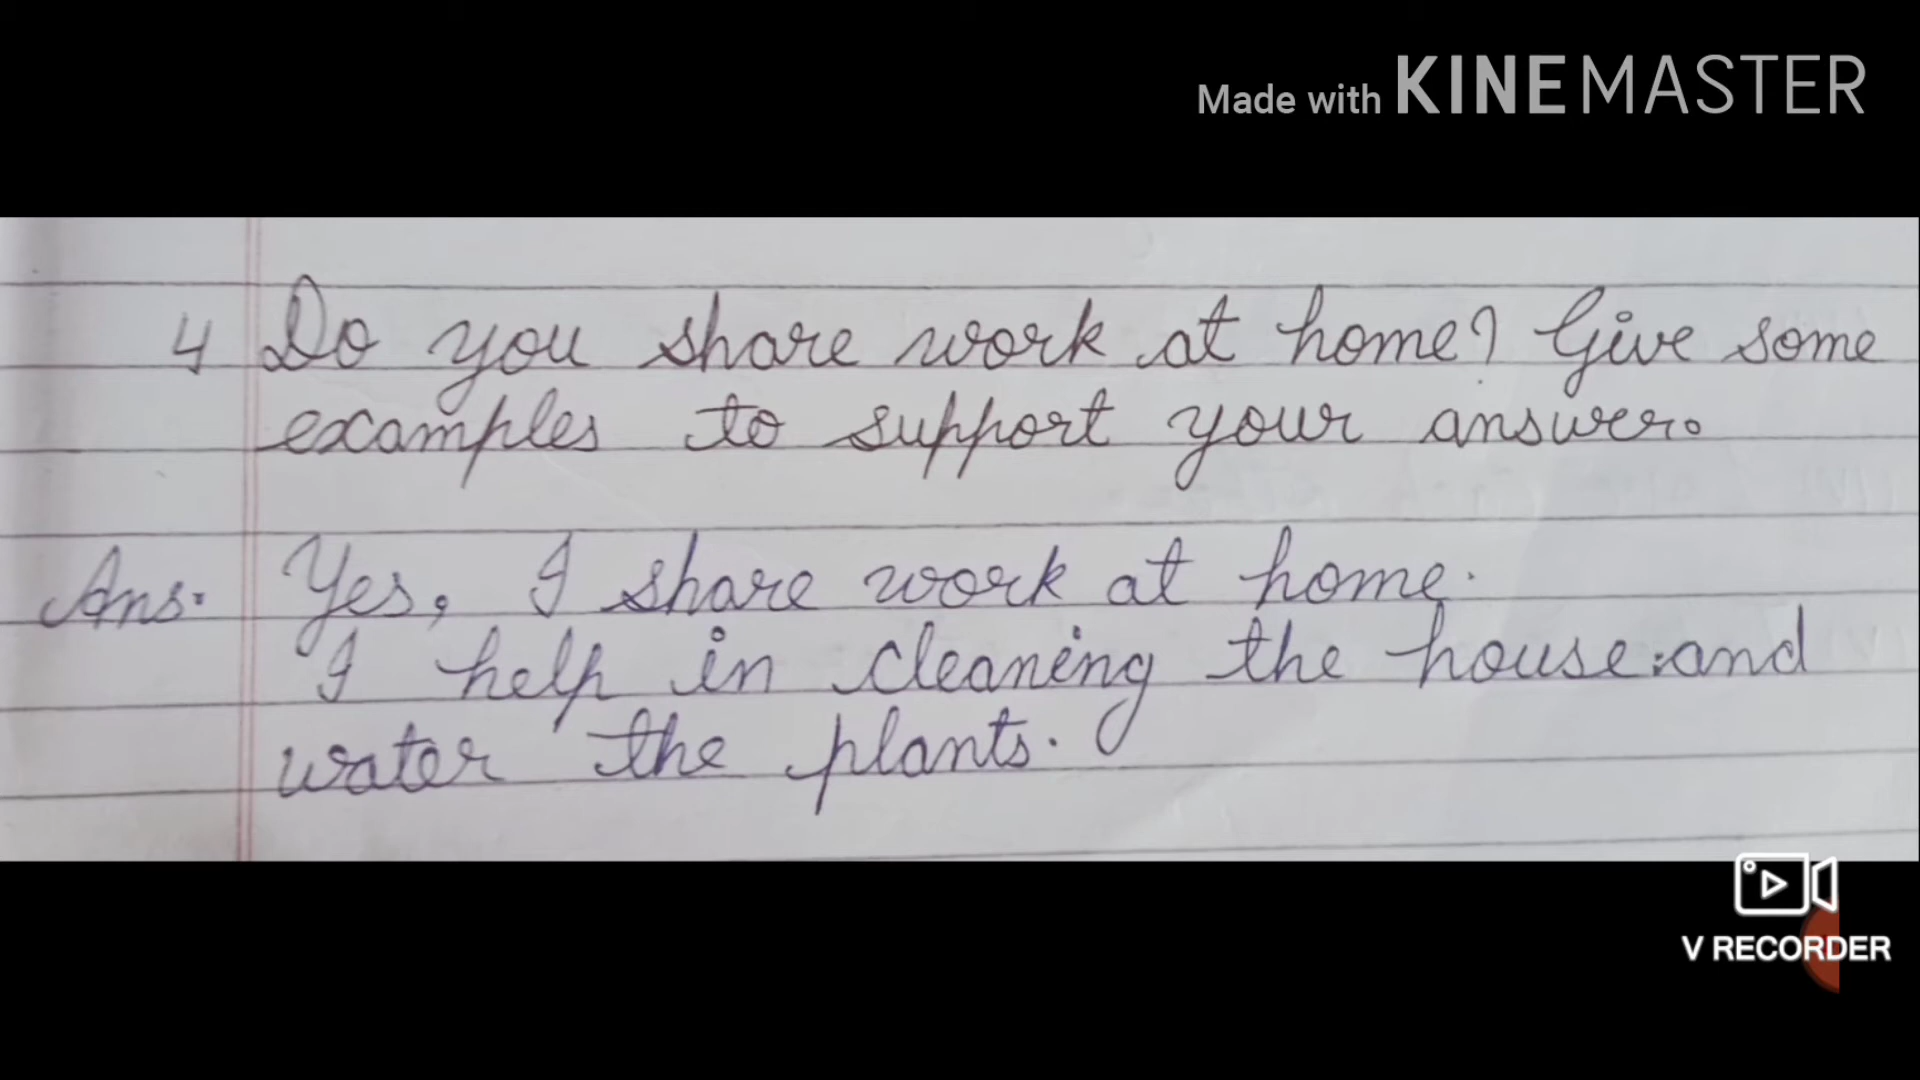 Made with KINEMASTER
4 Do you share work at home? Give some
examples to support your answer.
Ans. Yes, I share work at home.
I help in cleaning the house and
water the plants.
V RECORDER